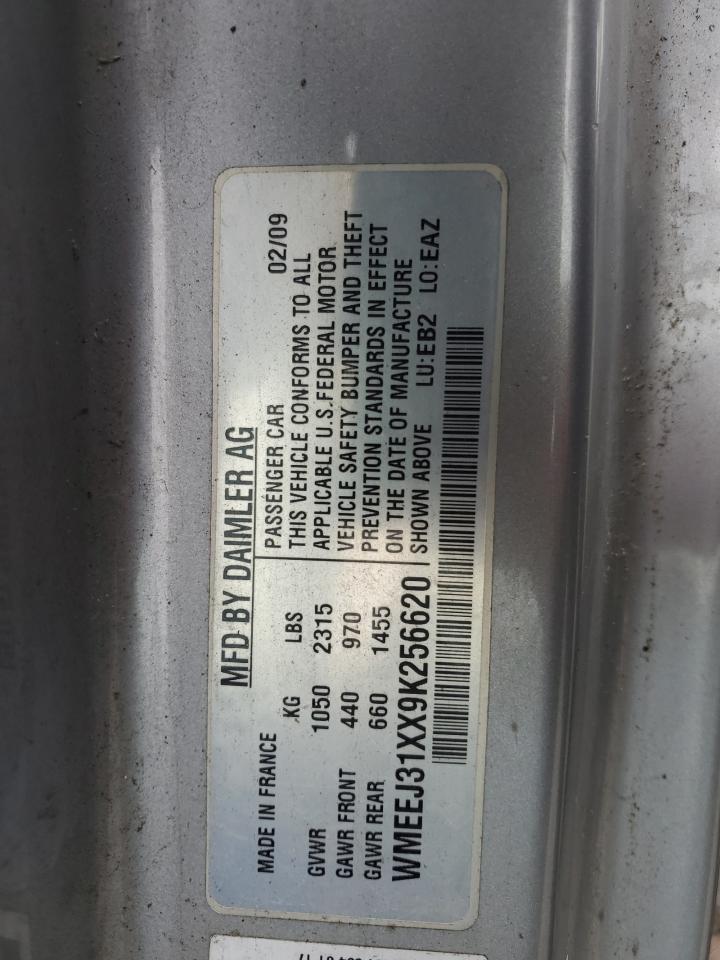 MFD BY DAIMLER AG
MADE IN FRANCE
KG LBS
GVWR 1050 2315
GAWR FRONT 440 970
GAWR REAR 660 1455
PASSENGER CAR 02/09
THIS VEHICLE CONFORMS TO ALL
APPLICABLE U.S.FEDERAL MOTOR
VEHICLE SAFETY BUMPER AND THEFT
PREVENTION STANDARDS IN EFFECT
ON THE DATE OF MANUFACTURE
SHOWN ABOVE LU:EB2 LO:EAZ
WMEEJ31XX9K256620